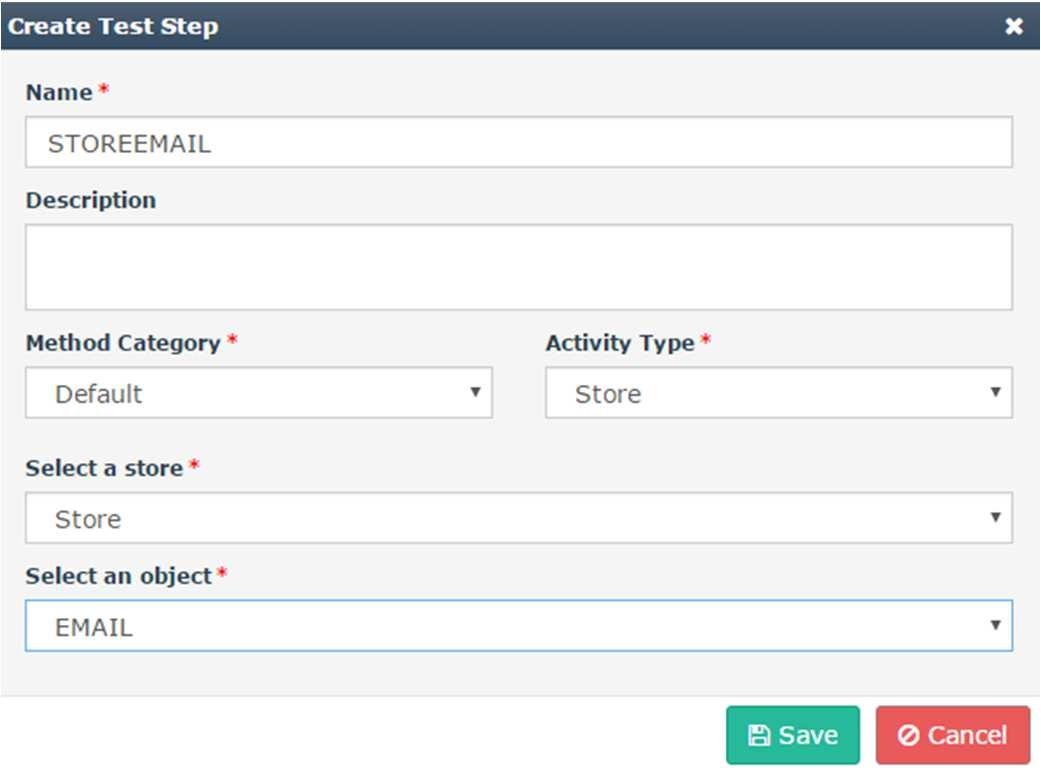 Create Test Step
Name *
STOREEMAIL
Description
Method Category * Activity Type *
Default Store
Select a store *
Store
Select an object *
EMAIL
Save Cancel